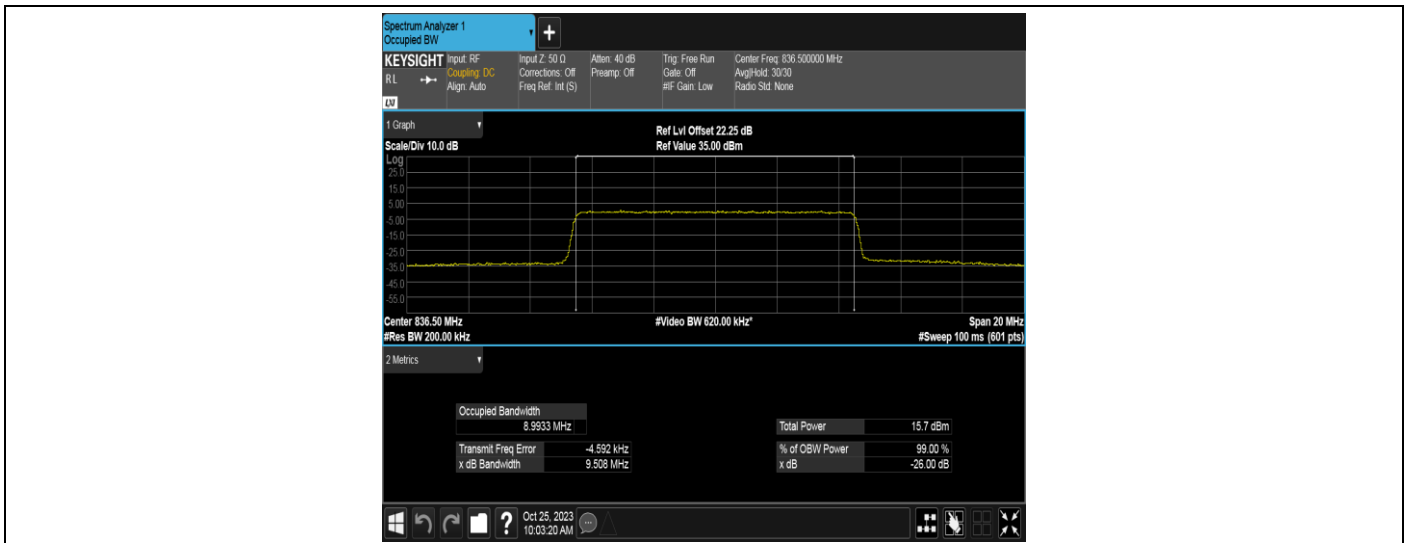 Spectrum Analyzer 1
Occupied BW
+
KEYSIGHT Input: RF Input Z: 50 Ω Atten: 40 dB Trig: Free Run Center Freq: 836.500000 MHz
RL Coupling: DC Corrections: Off Preamp: Off Gate: Off Avg|Hold: 30/30
Align: Auto Freq Ref: Int (S) #IF Gain: Low Radio Std: None
LXI
1 Graph
Ref Lvl Offset 22.25 dB
Scale/Div 10.0 dB Ref Value 35.00 dBm
Log
25.0
15.0
5.00
-5.00
-15.0
-25.0
-35.0
-45.0
-55.0
Center 836.50 MHz #Video BW 620.00 kHz* Span 20 MHz
#Res BW 200.00 kHz #Sweep 100 ms (601 pts)
2 Metrics
Occupied Bandwidth
8.9933 MHz Total Power 15.7 dBm
Transmit Freq Error -4.592 kHz % of OBW Power 99.00 %
x dB Bandwidth 9.508 MHz x dB -26.00 dB
? Oct 25, 2023
10:03:20 AM